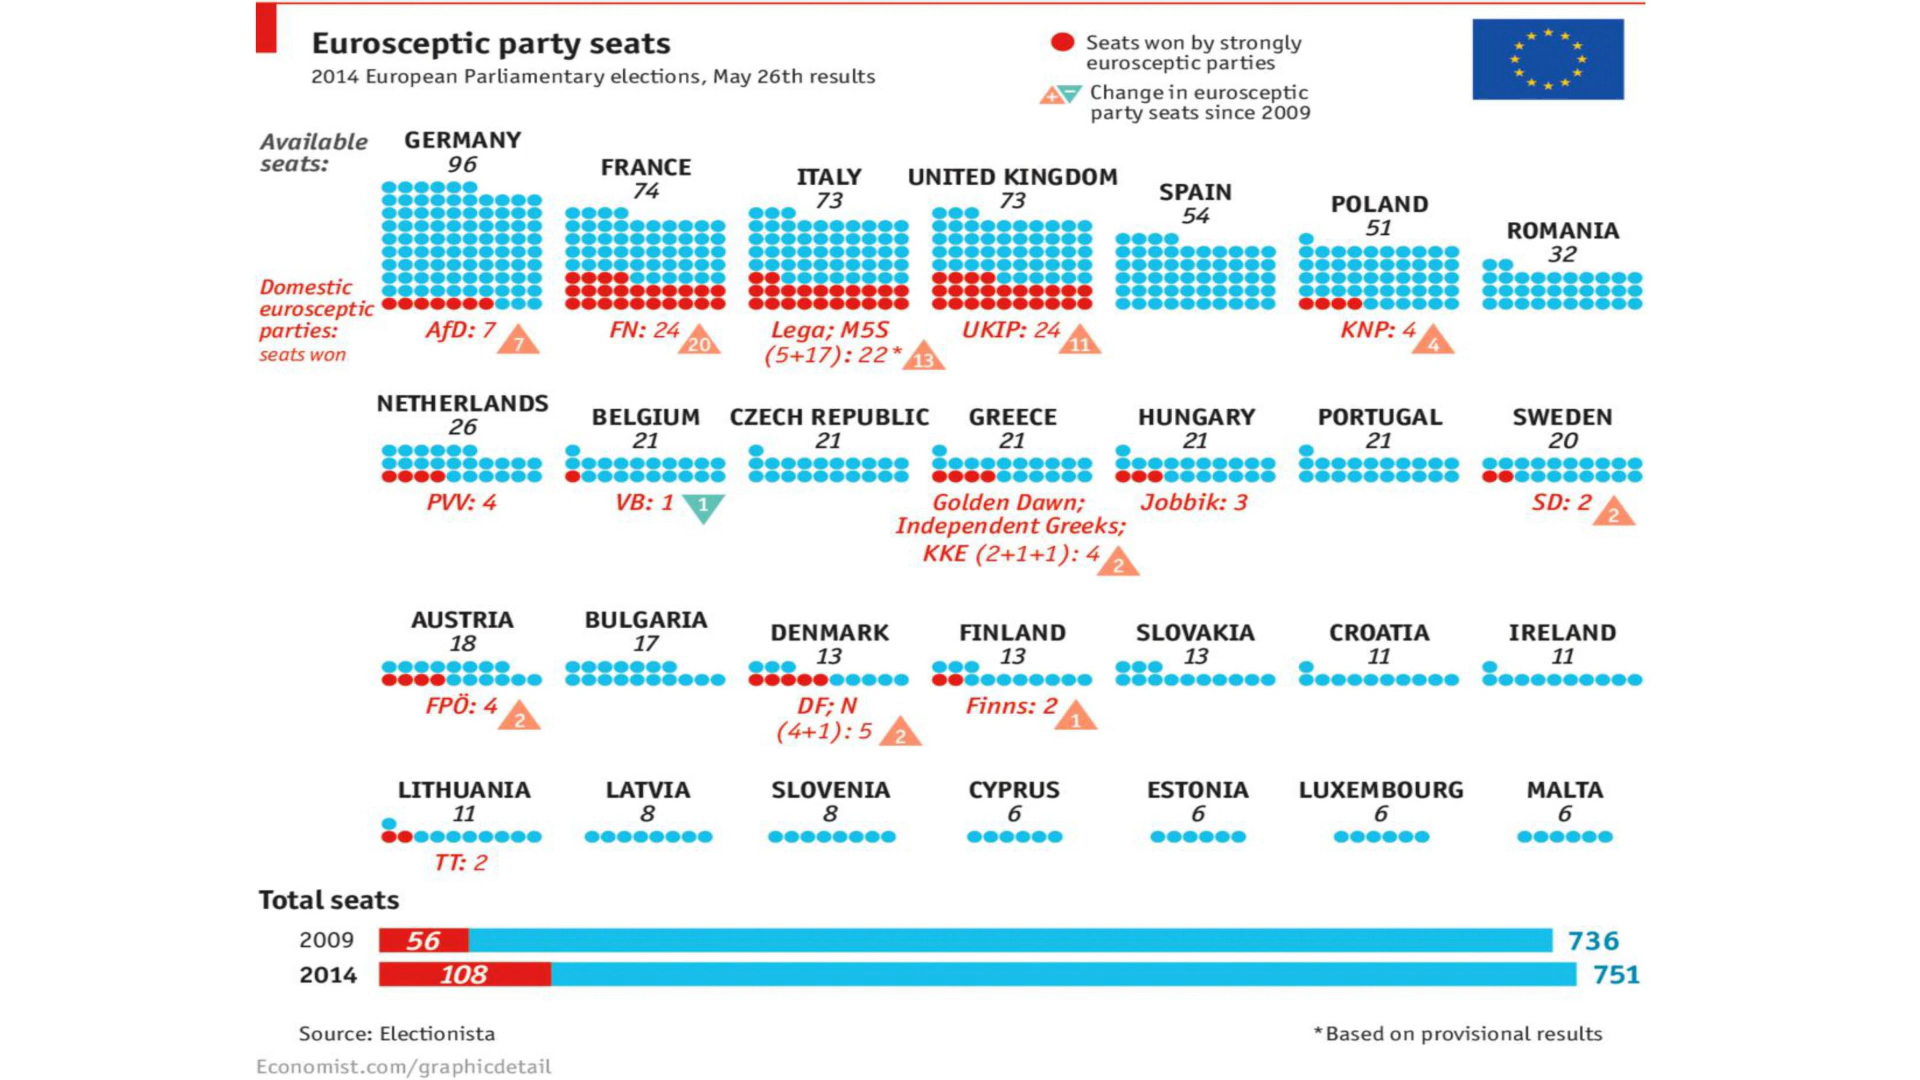 Eurosceptic party seats
2014 European Parliamentary elections, May 26th results
Seats won by strongly
eurosceptic parties
+ −
Change in eurosceptic
party seats since 2009
Available
seats:
Domestic
eurosceptic
parties:
seats won
GERMANY
96
AfD: 7
7
FRANCE
74
FN: 24
20
ITALY
73
Lega; M5S
(5+17): 22*
13
UNITED KINGDOM
73
UKIP: 24
11
SPAIN
54
POLAND
51
KNP: 4
4
ROMANIA
32
NETHERLANDS
26
PVV: 4
BELGIUM
21
VB: 1
1
CZECH REPUBLIC
21
GREECE
21
Golden Dawn;
Independent Greeks;
KKE (2+1+1): 4
2
HUNGARY
21
Jobbik: 3
PORTUGAL
21
SWEDEN
20
SD: 2
2
AUSTRIA
18
FPÖ: 4
2
BULGARIA
17
DENMARK
13
DF; N
(4+1): 5
2
FINLAND
13
Finns: 2
1
SLOVAKIA
13
CROATIA
11
IRELAND
11
LITHUANIA
11
TT: 2
LATVIA
8
SLOVENIA
8
CYPRUS
6
ESTONIA
6
LUXEMBOURG
6
MALTA
6
Total seats
2009 56 736
2014 108 751
Source: Electionista
*Based on provisional results
Economist.com/graphicdetail